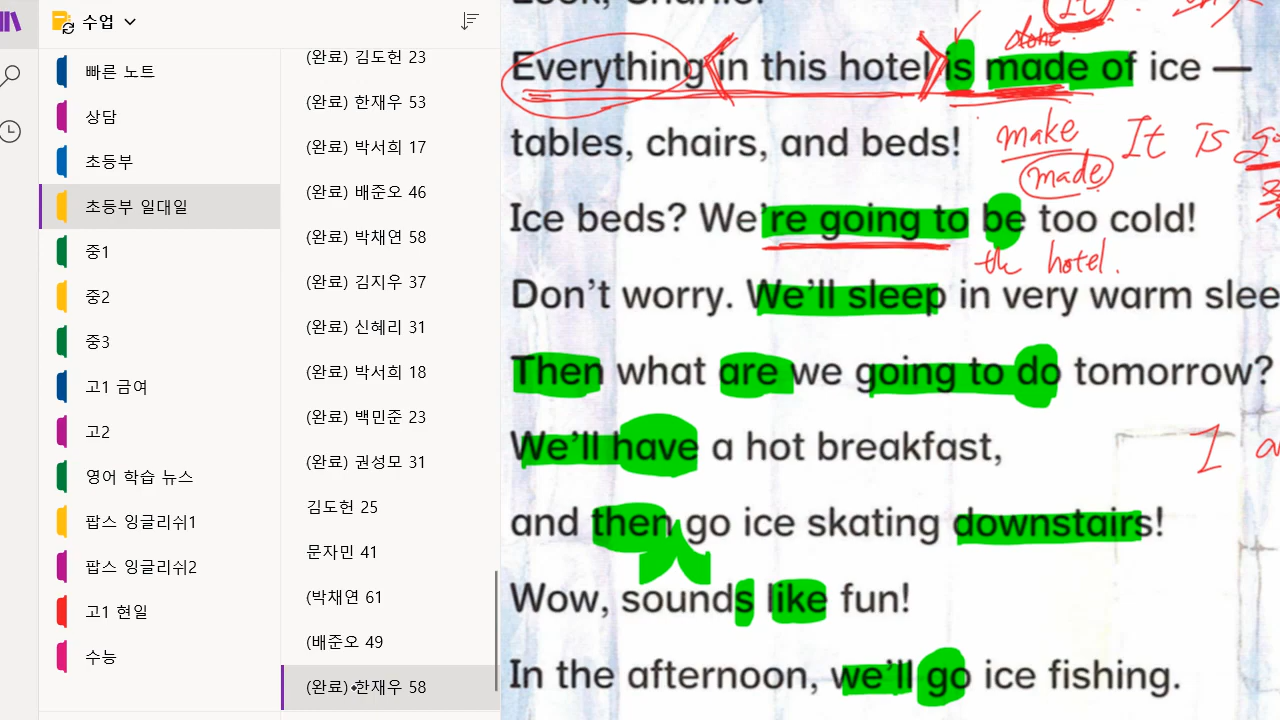 수업
빠른 노트
상담
초등부
초등부 일대일
중1
중2
중3
고1 금여
고2
영어 학습 뉴스
팝스 잉글리쉬1
팝스 잉글리쉬2
고1 현일
수능
(완료) 김도헌 23
(완료) 한재우 53
(완료) 박서희 17
(완료) 배준오 46
(완료) 박채연 58
(완료) 김지우 37
(완료) 신혜리 31
(완료) 박서희 18
(완료) 백민준 23
(완료) 권성모 31
김도헌 25
문자민 41
(박채연 61
(배준오 49
(완료) 한재우 58
It
Everything in this hotel is made of ice —
tables, chairs, and beds!
make It is
made
Ice beds? We're going to be too cold!
the hotel.
Don't worry. We'll sleep in very warm slee
Then what are we going to do tomorrow?
We'll have a hot breakfast,
I
and then go ice skating downstairs!
Wow, sounds like fun!
In the afternoon, we'll go ice fishing.